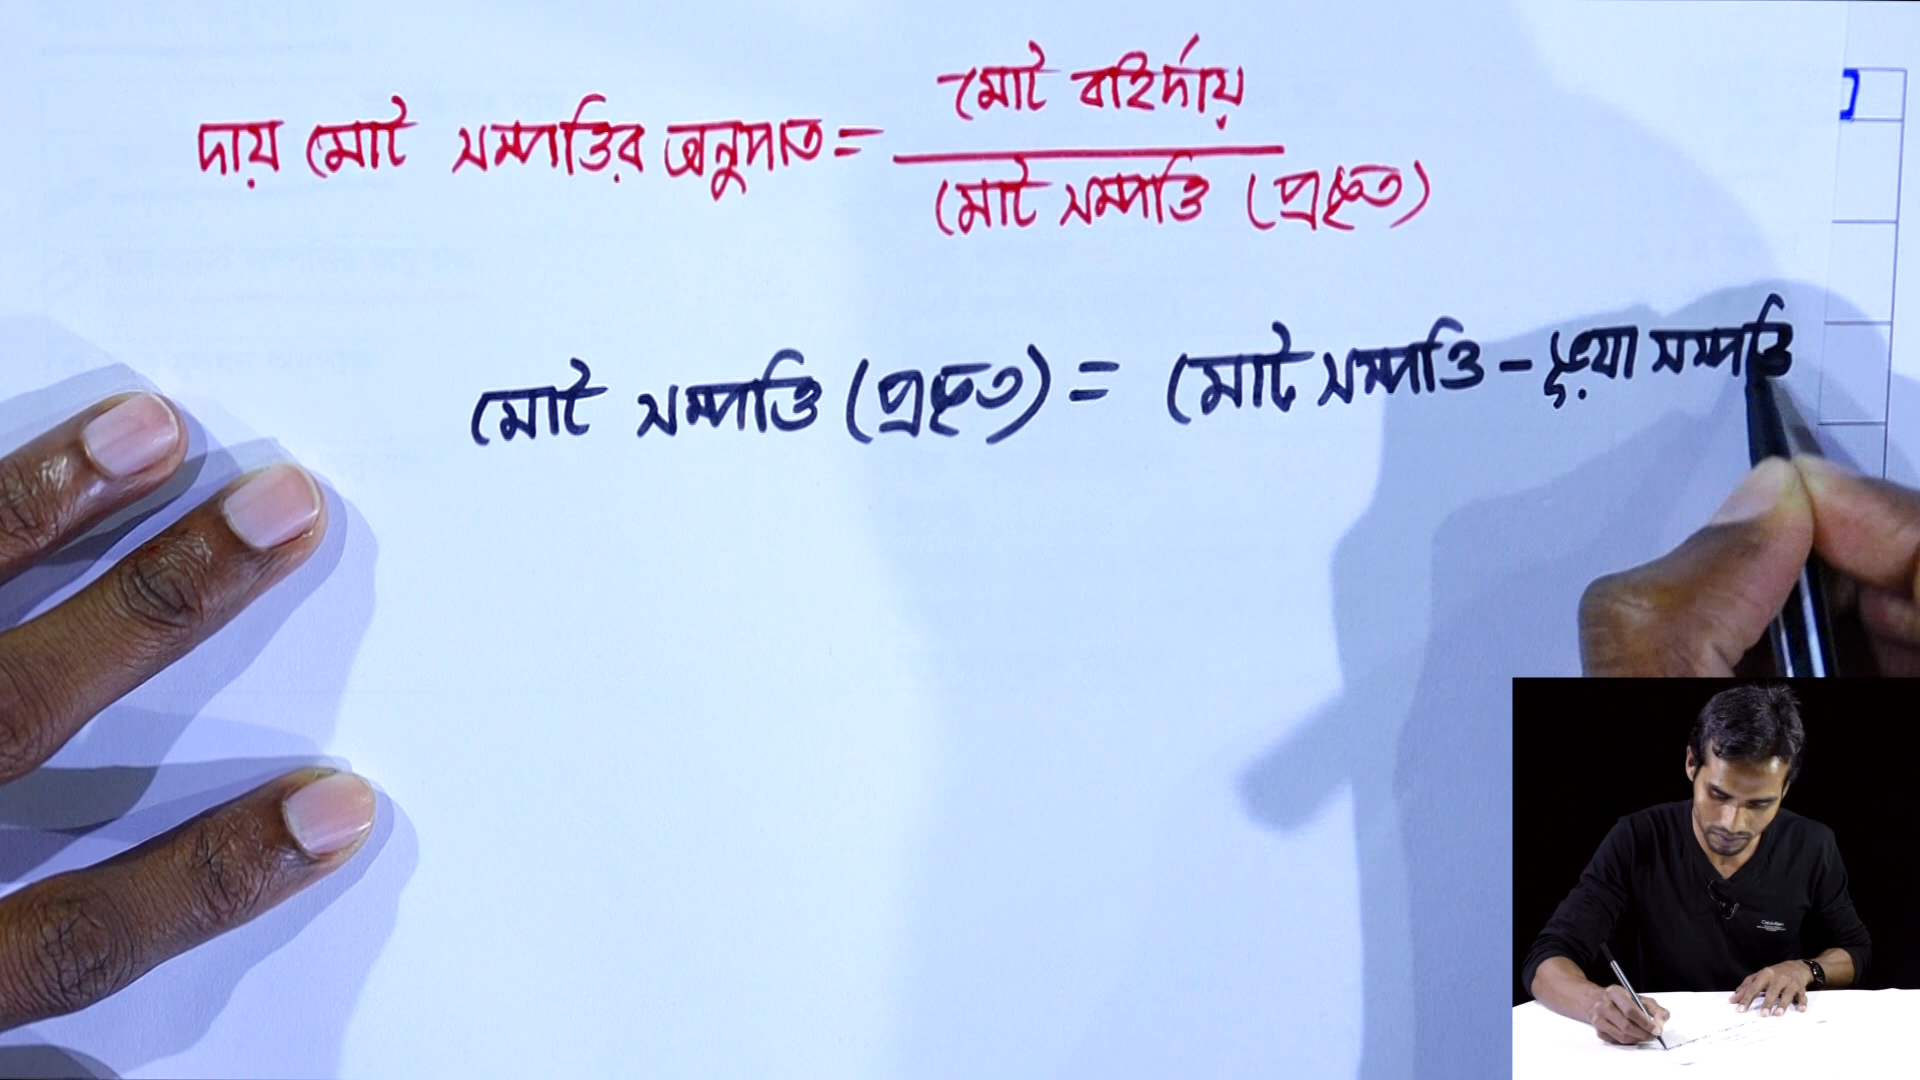 দায় মোট সম্পত্তির অনুপাত = মোট বহির্দায়
মোট সম্পত্তি (প্রকৃত)
মোট সম্পত্তি (প্রকৃত) = মোট সম্পত্তি - ভূয়া সম্পত্তি